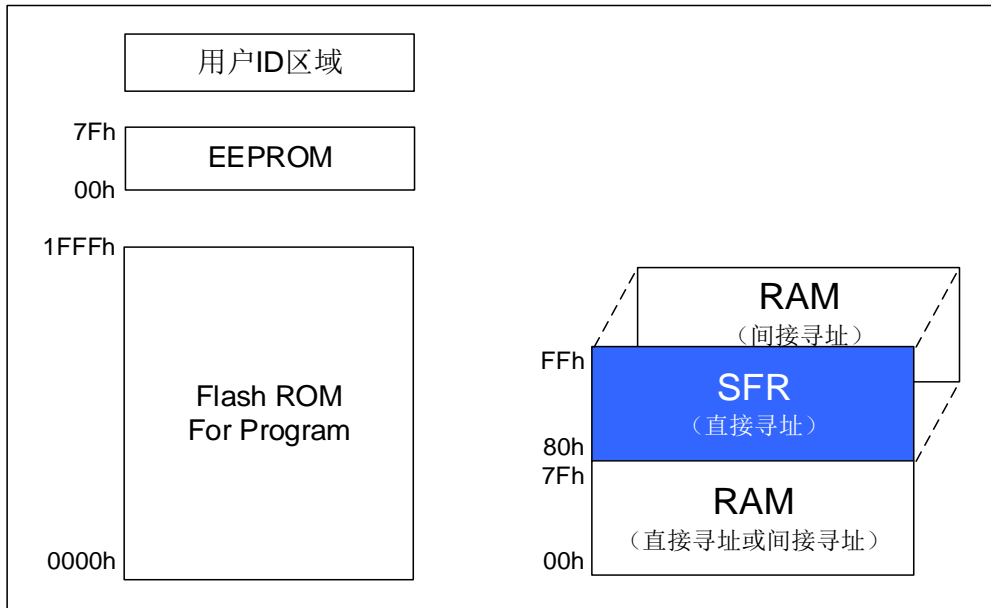 用户ID区域
7Fh
EEPROM
00h
1FFFh
Flash ROM
For Program
0000h
RAM
（间接寻址）
FFh
SFR
（直接寻址）
80h
7Fh
RAM
（直接寻址或间接寻址）
00h